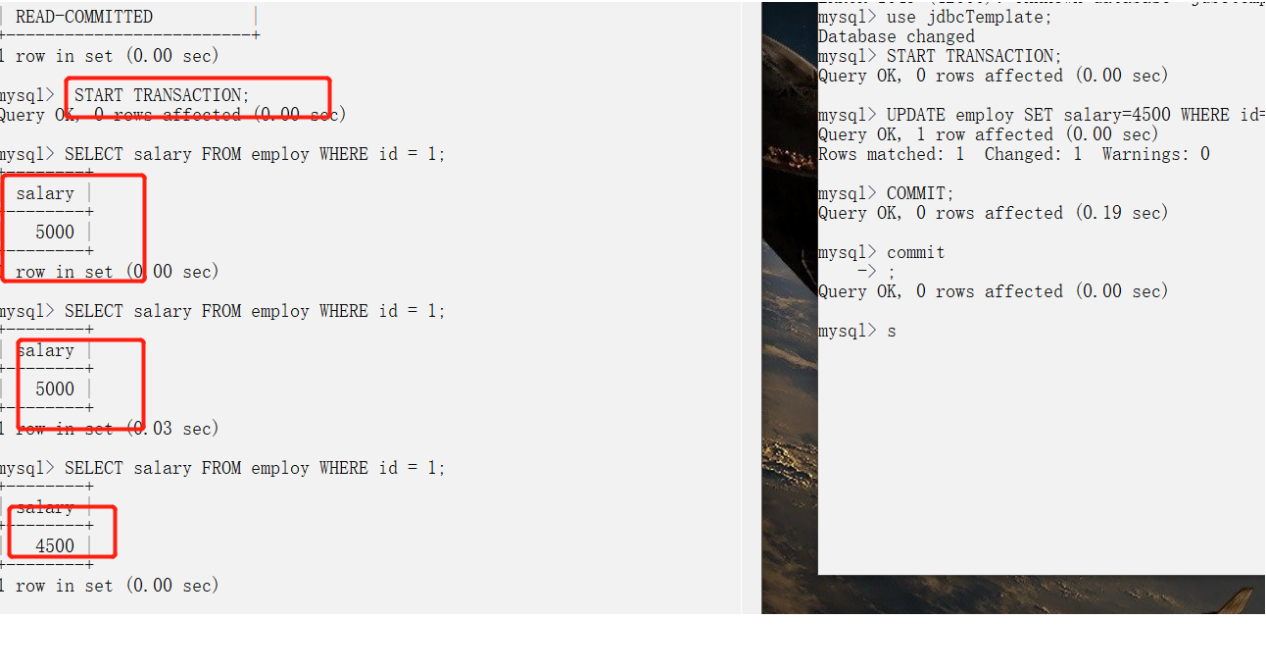 READ-COMMITTED
1 row in set (0.00 sec)
mysql> START TRANSACTION;
Query OK, 0 rows affected (0.00 sec)
mysql> SELECT salary FROM employ WHERE id = 1;
salary
5000
row in set (0.00 sec)
mysql> SELECT salary FROM employ WHERE id = 1;
salary
5000
1 row in set (0.03 sec)
mysql> SELECT salary FROM employ WHERE id = 1;
salary
4500
1 row in set (0.00 sec)
mysql> use jdbcTemplate;
Database changed
mysql> START TRANSACTION;
Query OK, 0 rows affected (0.00 sec)
mysql> UPDATE employ SET salary=4500 WHERE id=
Query OK, 1 row affected (0.00 sec)
Rows matched: 1  Changed: 1  Warnings: 0
mysql> COMMIT;
Query OK, 0 rows affected (0.19 sec)
mysql> commit
-> ;
Query OK, 0 rows affected (0.00 sec)
mysql> s